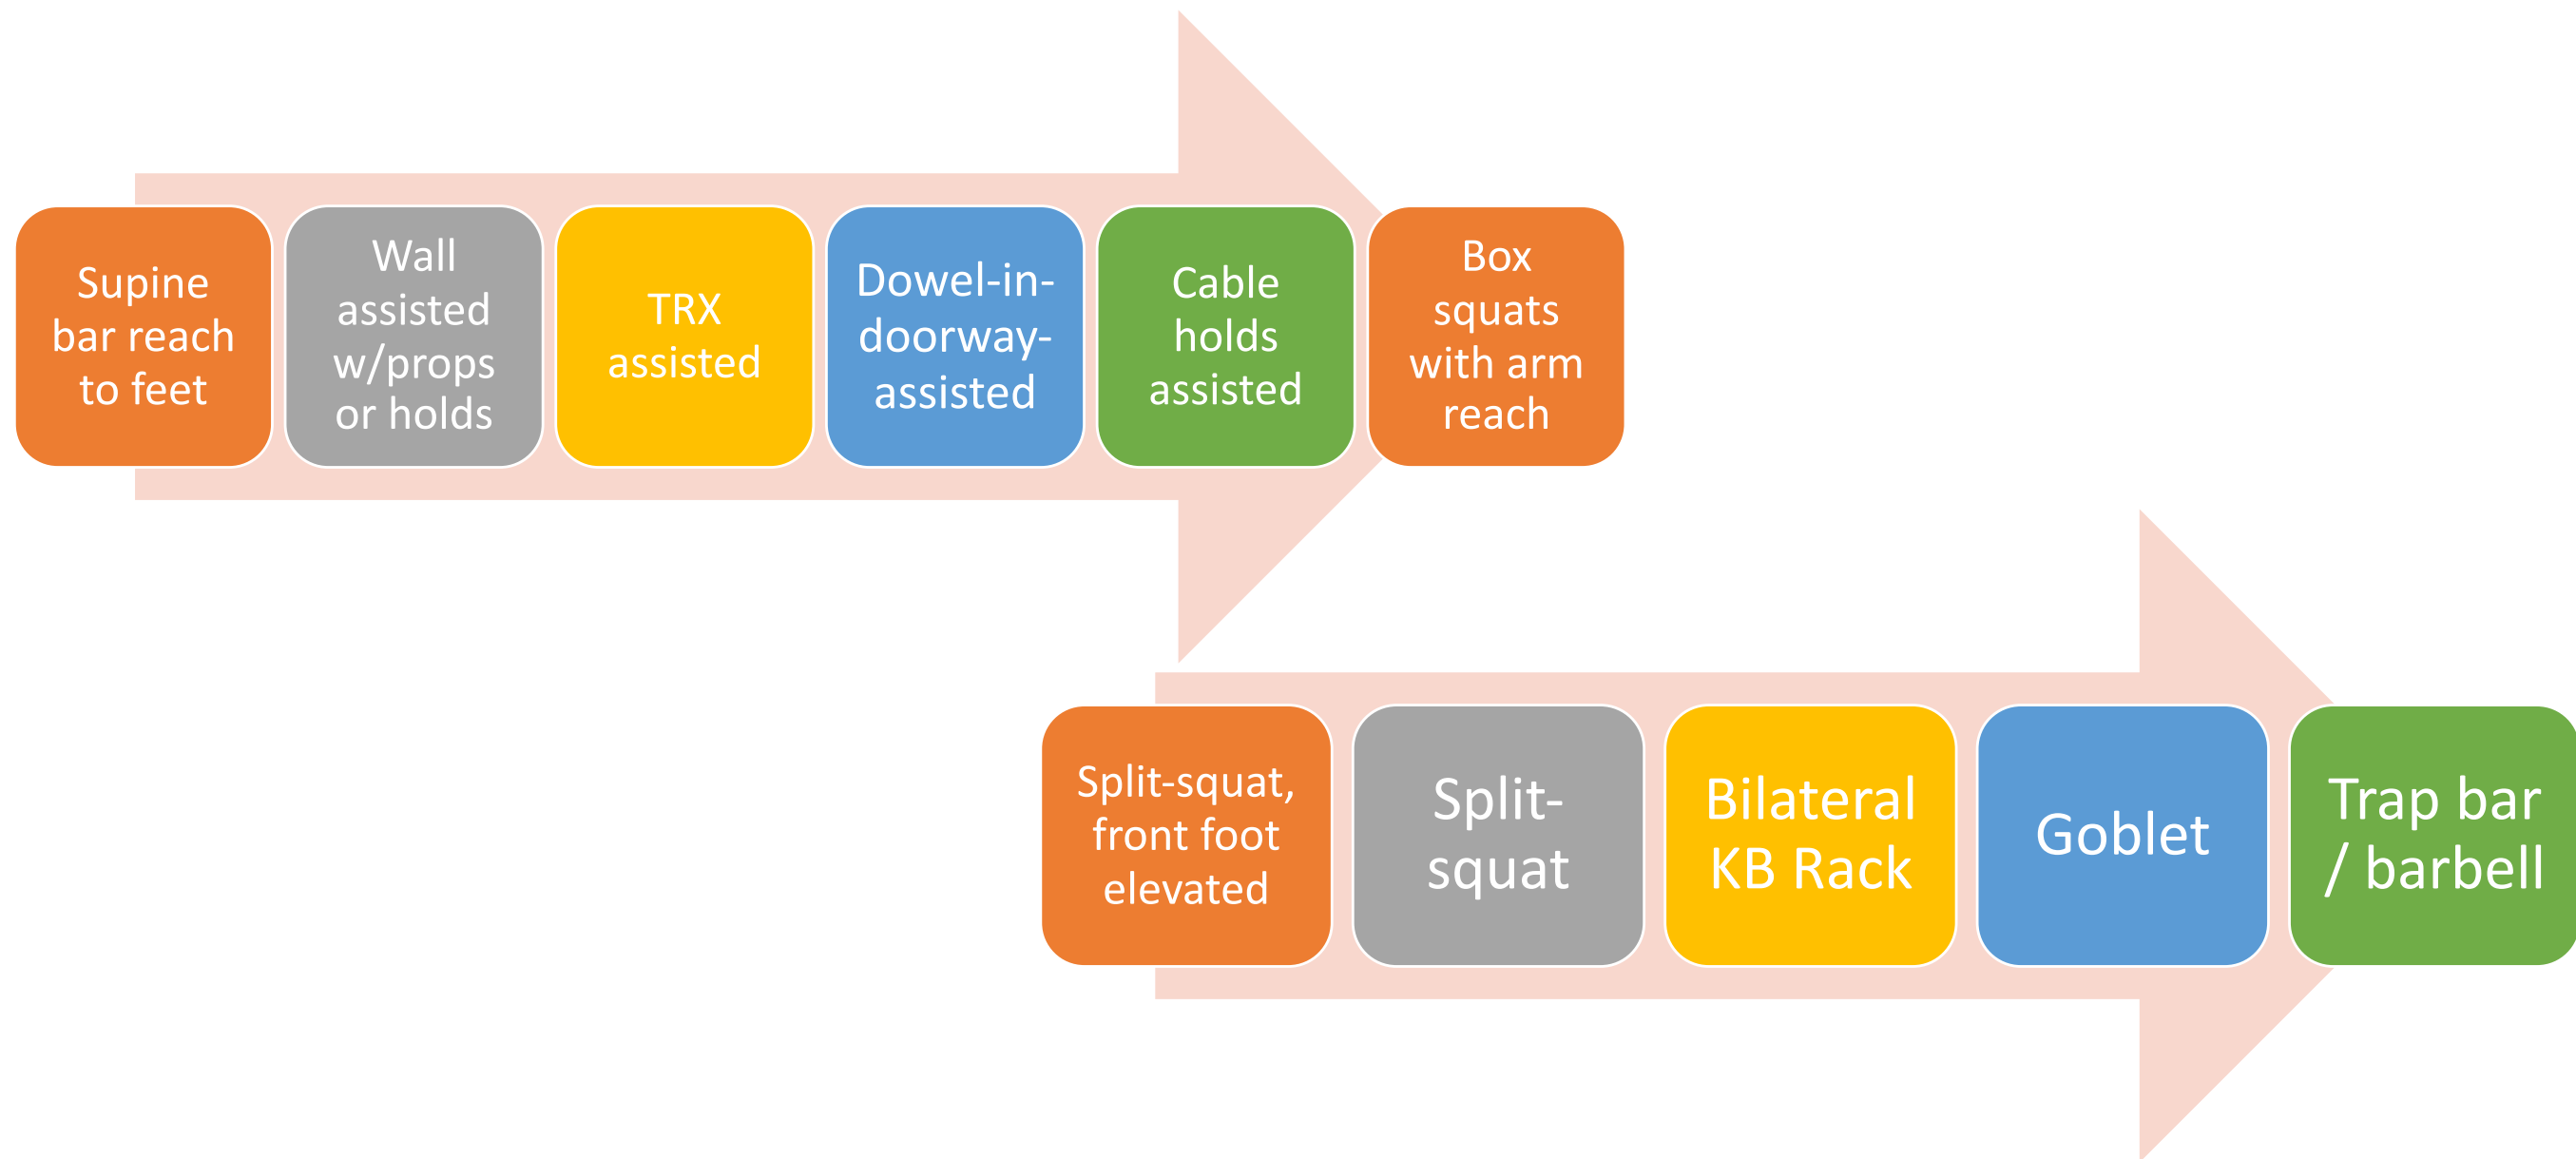 Supine
bar reach
to feet
Wall
assisted
w/props
or holds
TRX
assisted
Dowel-in-
doorway-
assisted
Cable
holds
assisted
Box
squats
with arm
reach
Split-squat,
front foot
elevated
Split-
squat
Bilateral
KB Rack
Goblet
Trap bar
/ barbell